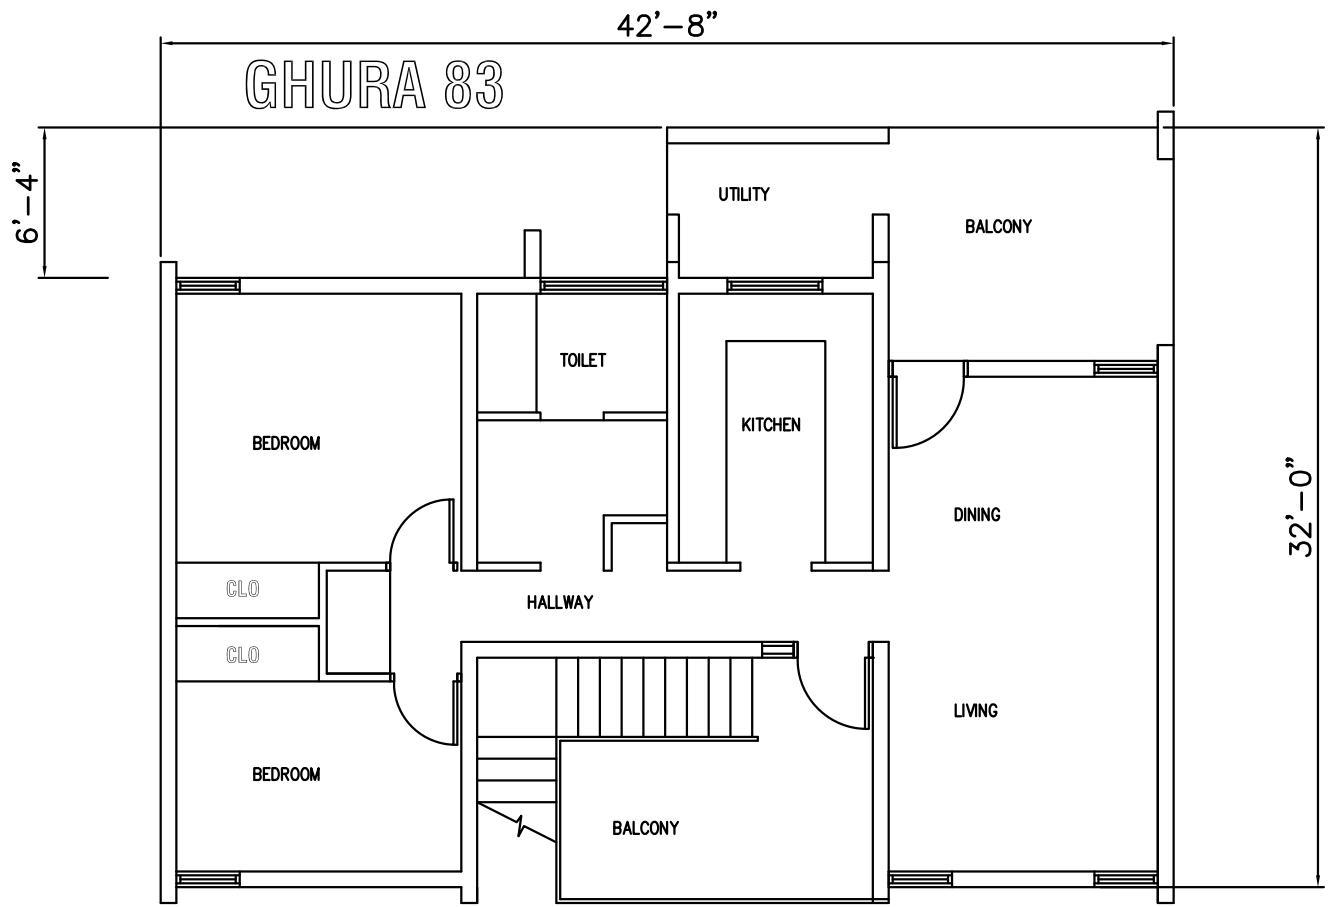 42'-8"
GHURA 83
6'-4"
UTILITY
BALCONY
TOILET
KITCHEN
BEDROOM
DINING
32'-0"
CLO
HALLWAY
CLO
LIVING
BEDROOM
BALCONY